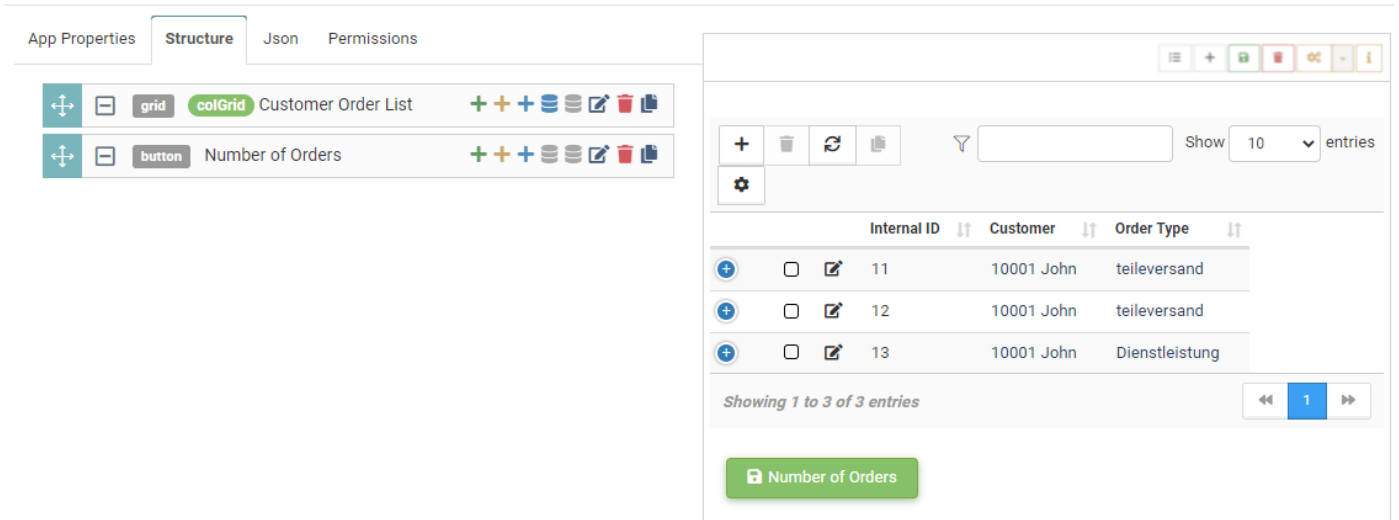 App Properties Structure Json Permissions
grid colGrid Customer Order List
button Number of Orders
Show 10 entries
Internal ID Customer Order Type
11 10001 John teileversand
12 10001 John teileversand
13 10001 John Dienstleistung
Showing 1 to 3 of 3 entries
1
Number of Orders